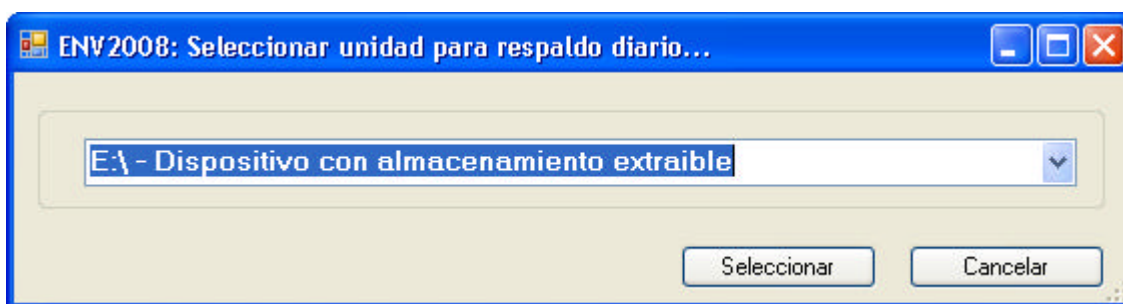 ENV2008: Seleccionar unidad para respaldo diario...
E:\ - Dispositivo con almacenamiento extraible
Seleccionar Cancelar